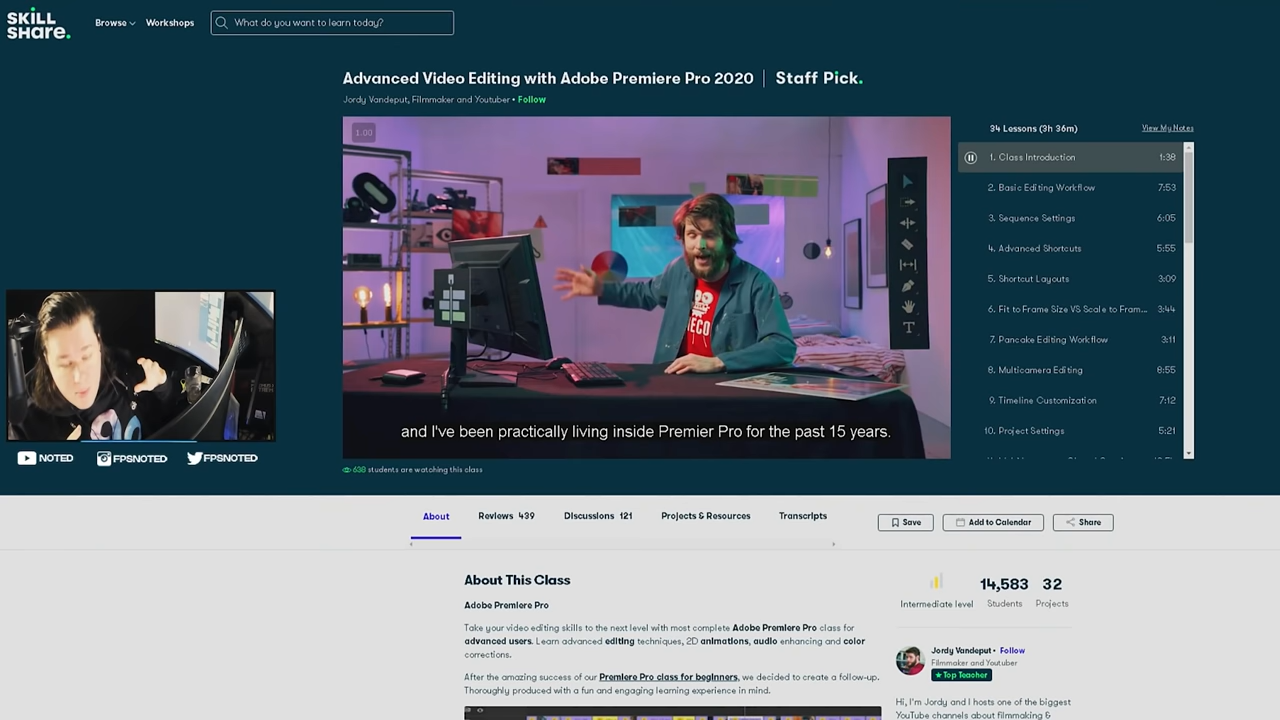 SKILL
SHare.
Browse
Workshops
What do you want to learn today?
Advanced Video Editing with Adobe Premiere Pro 2020
Staff Pick.
Jordy Vandeput, Filmmaker and Youtuber • Follow
1.00
and I've been practically living inside Premier Pro for the past 15 years.
638 students are watching this class
34 Lessons (3h 36m)
View My Notes
1. Class Introduction 1:38
2. Basic Editing Workflow 7:53
3. Sequence Settings 6:05
4. Advanced Shortcuts 5:55
5. Shortcut Layouts 3:09
6. Fit to Frame Size VS Scale to Fram... 3:44
7. Pancake Editing Workflow 3:11
8. Multicamera Editing 8:55
9. Timeline Customization 7:12
10. Project Settings 5:21
NOTED
FPSNOTED
FPSNOTED
About
Reviews 439
Discussions 121
Projects & Resources
Transcripts
Save
Add to Calendar
Share
About This Class
Adobe Premiere Pro
Take your video editing skills to the next level with most complete Adobe Premiere Pro class for
advanced users. Learn advanced editing techniques, 2D animations, audio enhancing and color
corrections.
After the amazing success of our Premiere Pro class for beginners, we decided to create a follow-up.
Thoroughly produced with a fun and engaging learning experience in mind.
Intermediate level
14,583
Students
32
Projects
Jordy Vandeput • Follow
Filmmaker and Youtuber
Top Teacher
Hi, I'm Jordy and I hosts one of the biggest
YouTube channels about filmmaking &